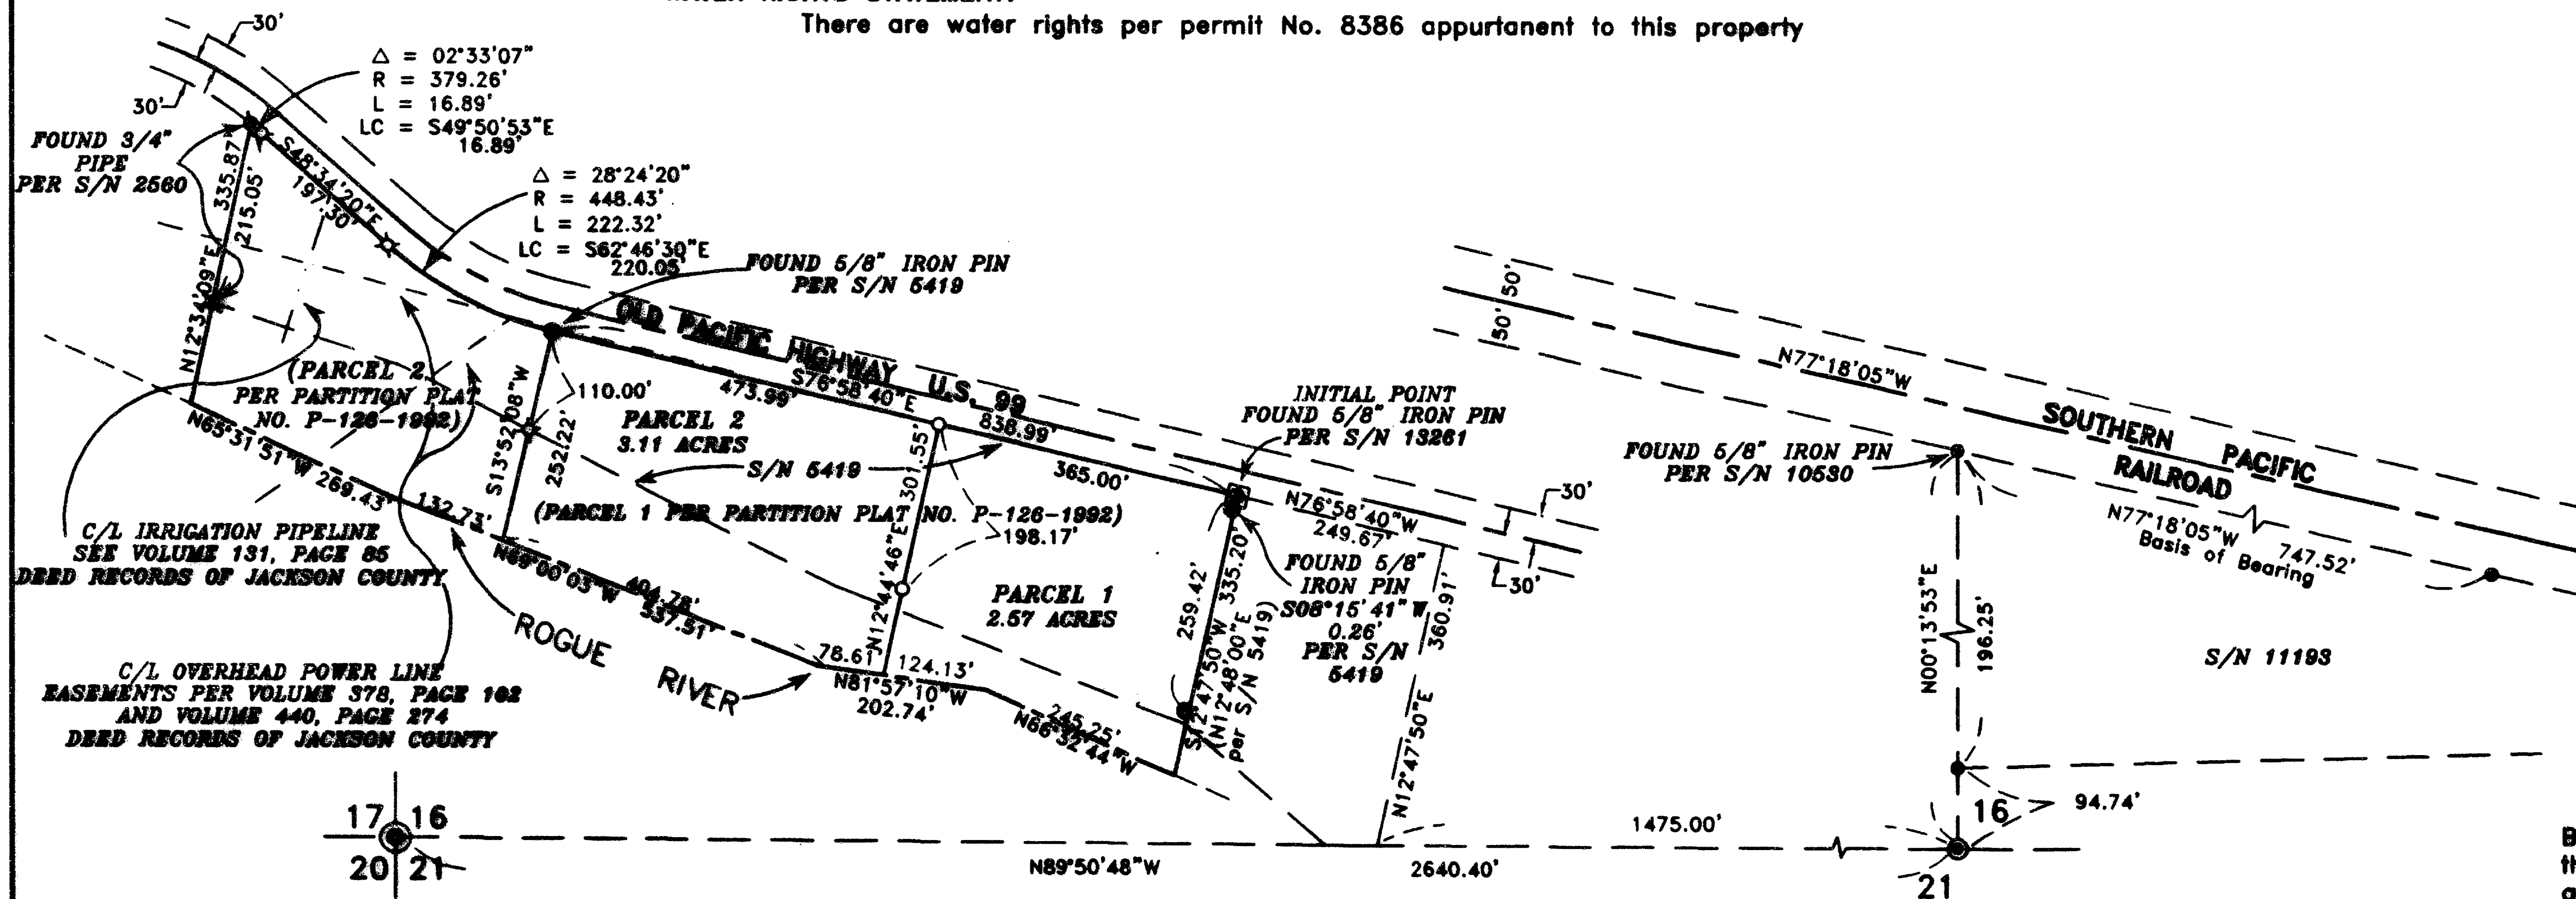 There are water rights per permit No. 8386 appurtanent to this property
30'
30'
Δ = 02°33'07"
R = 379.26'
L = 16.89'
LC = S49°50'53"E
16.89'
FOUND 3/4"
PIPE
PER S/N 2560
335.87'
215.05'
N12°34'09"E
S48°34'20"E
197.30'
Δ = 28°24'20"
R = 448.43'
L = 222.32'
LC = S62°46'30"E
220.05'
FOUND 5/8" IRON PIN
PER S/N 5419
OLD PACIFIC HIGHWAY U.S. 99
S76°58'40"E
473.99'
838.99'
365.00'
(PARCEL 2
PER PARTITION PLAT
NO. P-126-1992)
110.00'
S13°52'08"W
252.22'
PARCEL 2
3.11 ACRES
S/N 5419
301.55'
N12°44'46"E
(PARCEL 1 PER PARTITION PLAT NO. P-126-1992)
198.17'
INITIAL POINT
FOUND 5/8" IRON PIN
PER S/N 13261
N76°58'40"W
249.67'
30'
30'
FOUND 5/8"
IRON PIN
S08°15'41"W
0.26'
PER S/N
5419
PARCEL 1
2.57 ACRES
259.42'
335.20'
S12°47'50"W
(N12°48'00"E
per S/N 5419)
360.91'
N12°47'50"E
N65°31'51"W 269.43'
132.73'
N69°00'03"W
404.78'
537.51'
78.61'
124.13'
N81°57'10"W
202.74'
245.25'
N66°32'44"W
ROGUE RIVER
C/L IRRIGATION PIPELINE
SEE VOLUME 131, PAGE 85
DEED RECORDS OF JACKSON COUNTY
C/L OVERHEAD POWER LINE
EASEMENTS PER VOLUME 378, PAGE 102
AND VOLUME 440, PAGE 274
DEED RECORDS OF JACKSON COUNTY
50'
50'
N77°18'05"W
SOUTHERN PACIFIC
RAILROAD
FOUND 5/8" IRON PIN
PER S/N 10530
N77°18'05"W 747.52'
Basis of Bearing
N00°13'53"E
196.25'
S/N 11193
94.74'
17 16
20 21
N89°50'48"W
2640.40'
1475.00'
16
21